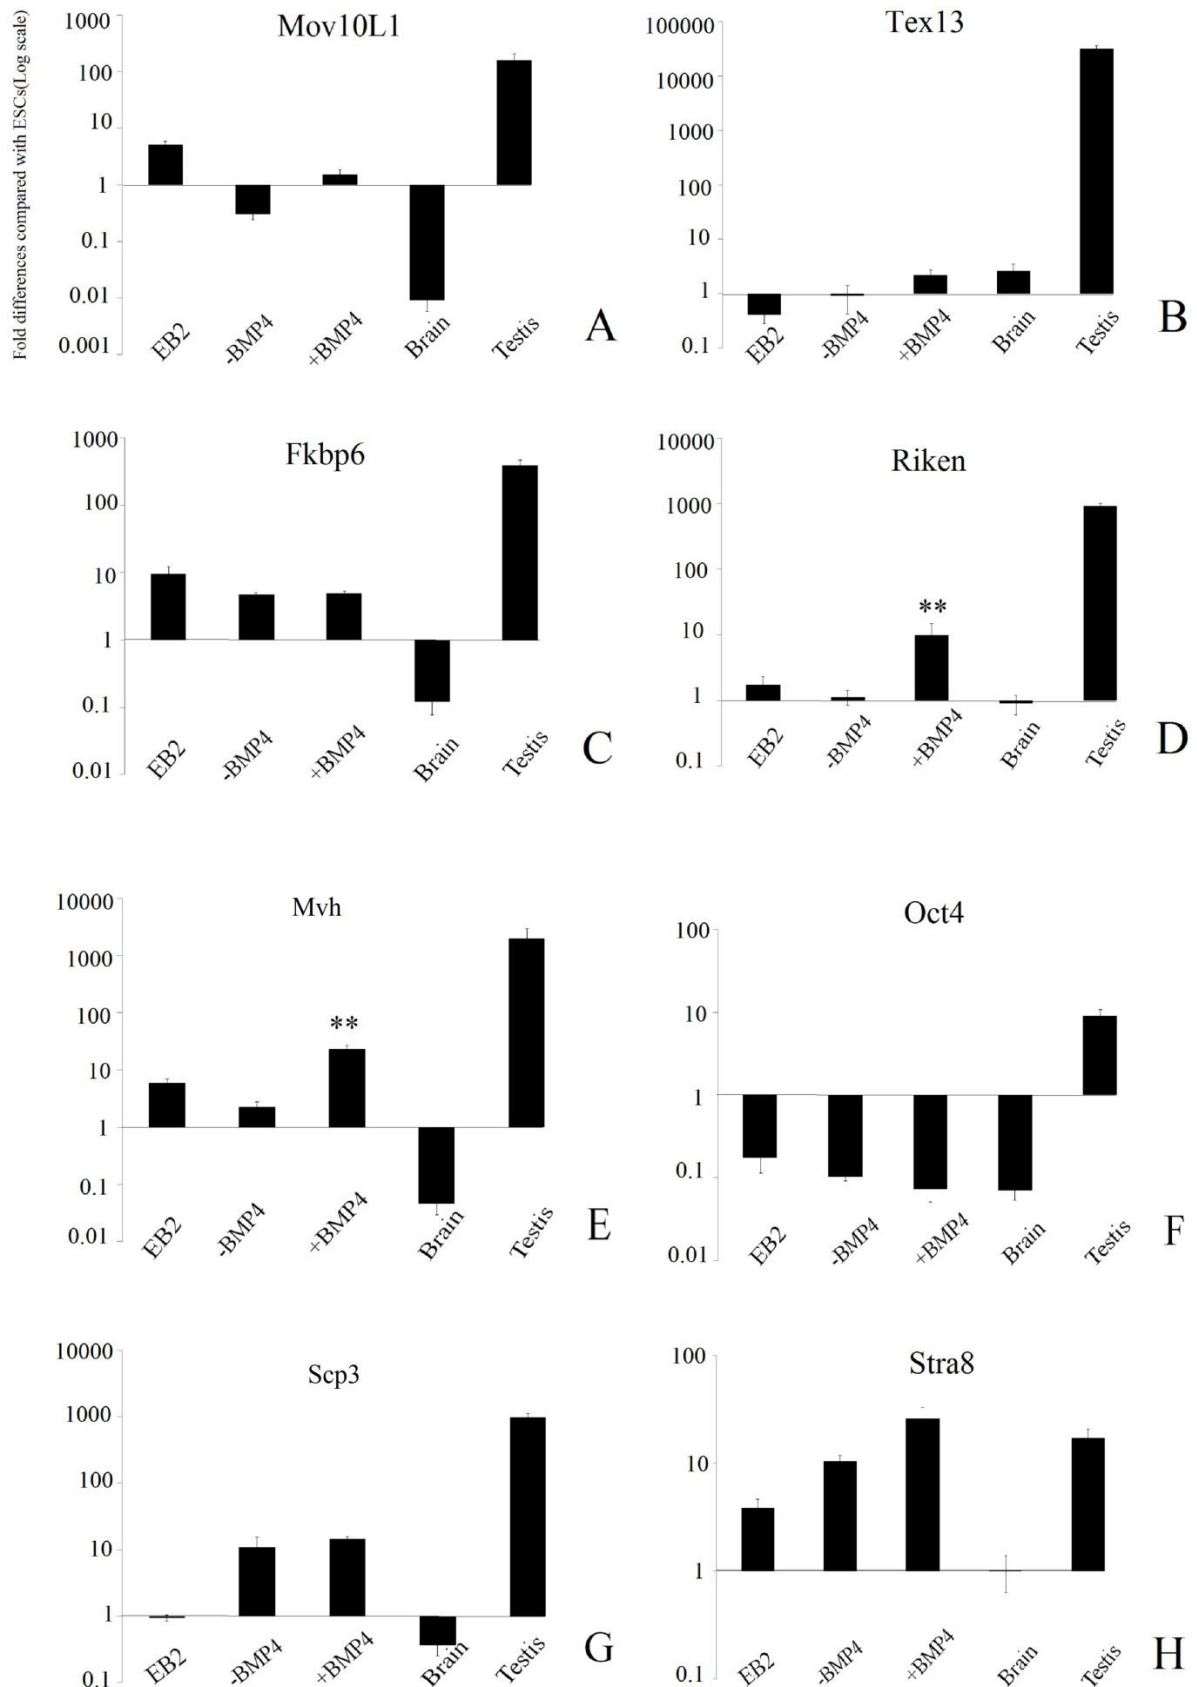 Fold differences compared with ESCs(Log scale)
Mov10L1
1000
100
10
1
0.1
0.01
0.001
EB2 -BMP4 +BMP4 Brain Testis
A
Tex13
100000
10000
1000
100
10
1
0.1
EB2 -BMP4 +BMP4 Brain Testis
B
Fkbp6
1000
100
10
1
0.1
0.01
EB2 -BMP4 +BMP4 Brain Testis
C
Riken
10000
1000
100
10
1
0.1
**
EB2 -BMP4 +BMP4 Brain Testis
D
Mvh
10000
1000
100
10
1
0.1
0.01
**
EB2 -BMP4 +BMP4 Brain Testis
E
Oct4
100
10
1
0.1
0.01
EB2 -BMP4 +BMP4 Brain Testis
F
Scp3
10000
1000
100
10
1
0.1
EB2 -BMP4 +BMP4 Brain Testis
G
Stra8
100
10
1
0.1
EB2 -BMP4 +BMP4 Brain Testis
H